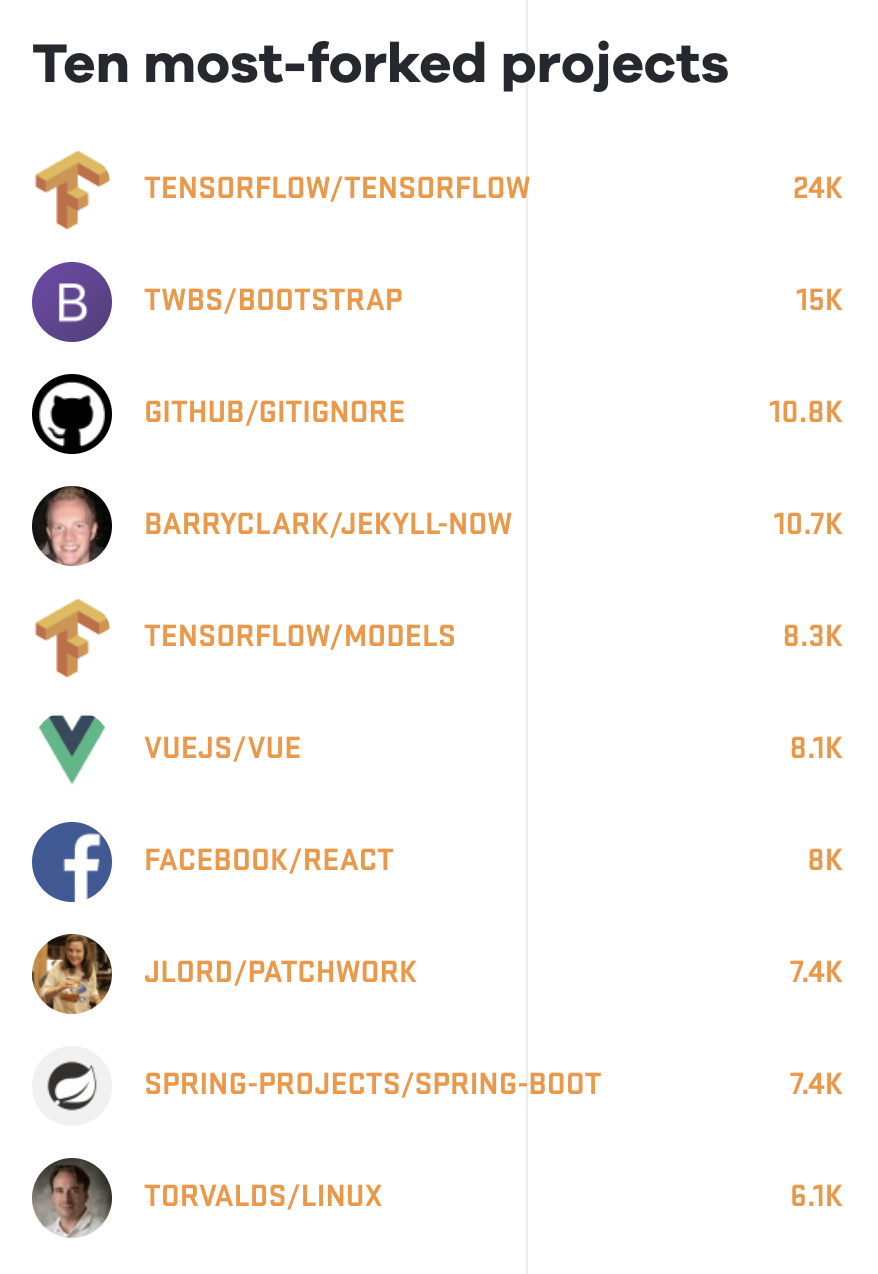 Ten most-forked projects
TENSORFLOW/TENSORFLOW 24K
B TWBS/BOOTSTRAP 15K
GITHUB/GITIGNORE 10.8K
BARRYCLARK/JEKYLL-NOW 10.7K
TENSORFLOW/MODELS 8.3K
VUEJS/VUE 8.1K
f FACEBOOK/REACT 8K
JLORD/PATCHWORK 7.4K
SPRING-PROJECTS/SPRING-BOOT 7.4K
TORVALDS/LINUX 6.1K